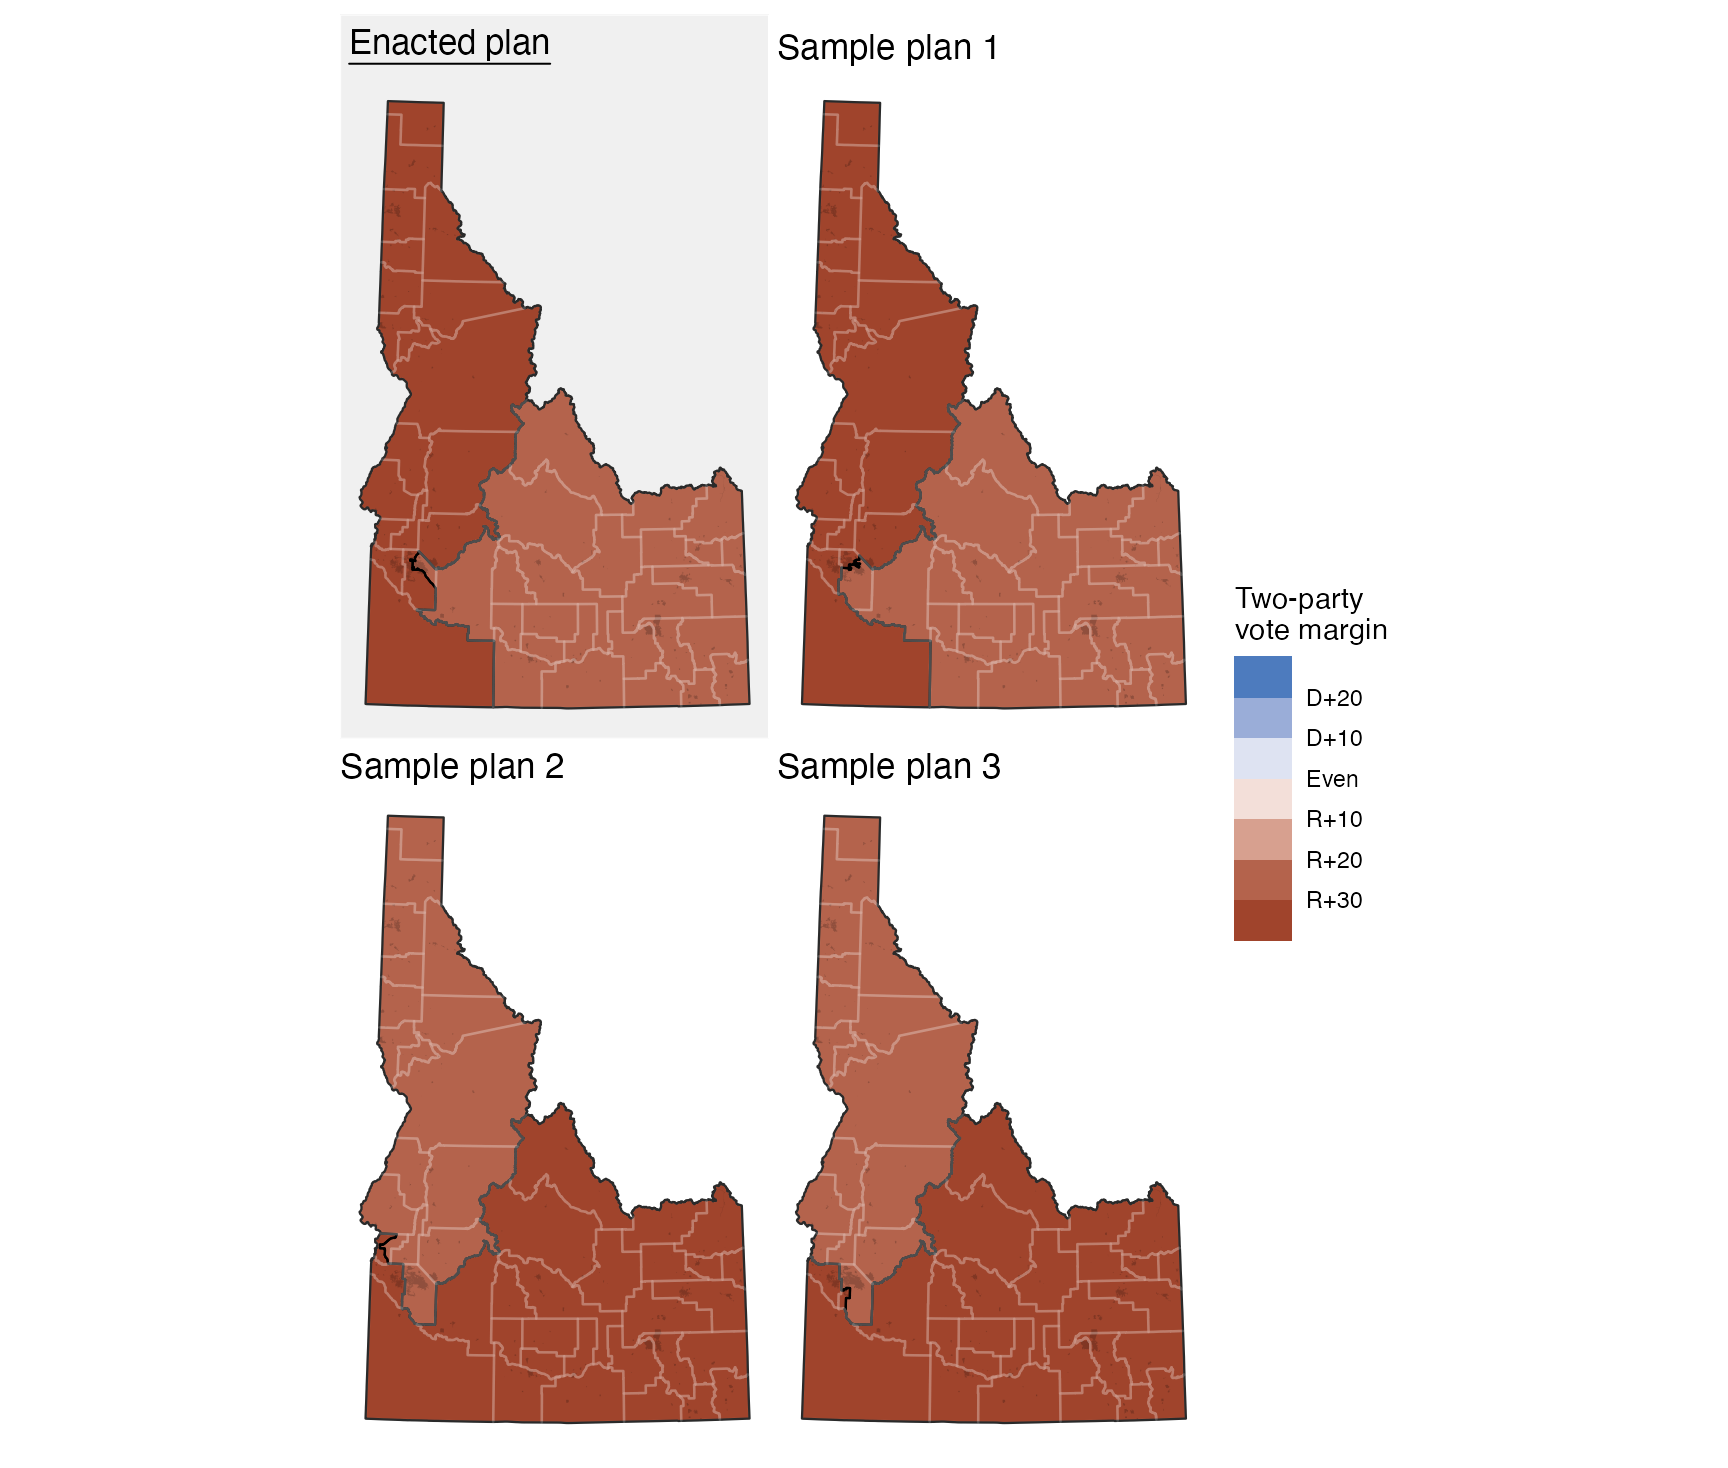 Enacted plan
Sample plan 1
Sample plan 2
Sample plan 3
Two-party
vote margin
D+20
D+10
Even
R+10
R+20
R+30